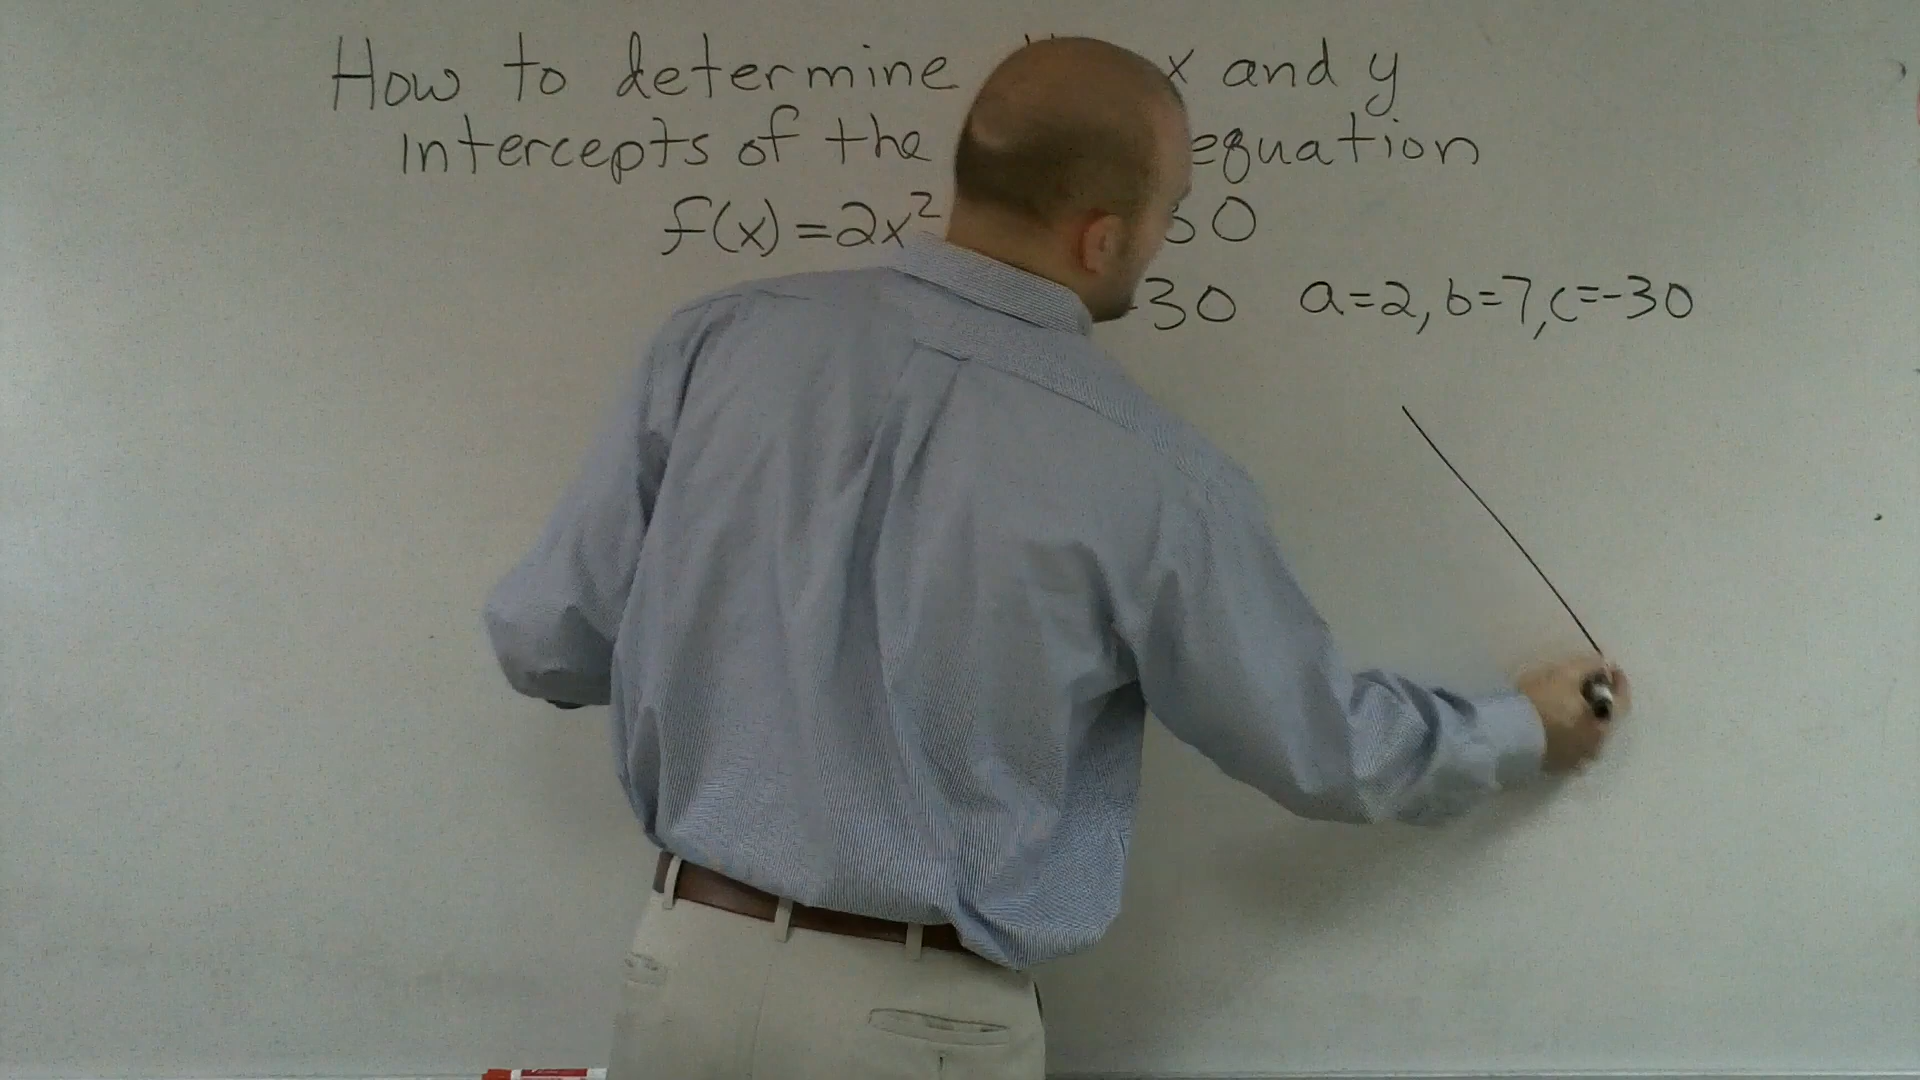 How to determine x and y
intercepts of the equation
f(x)=2x² 30
-30 a=2, b=7, c=-30